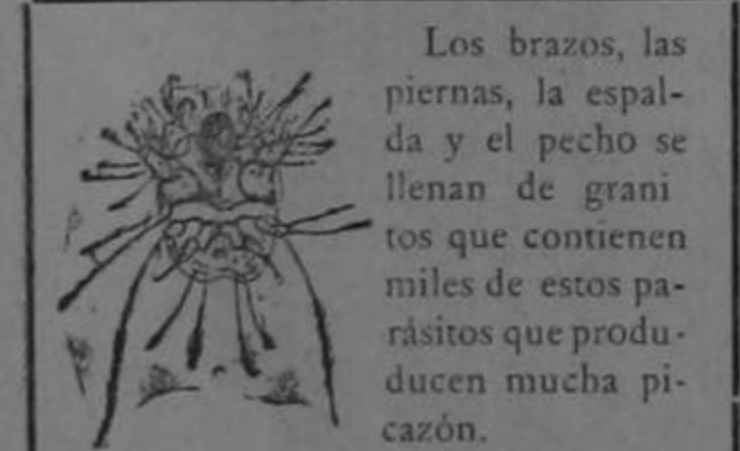 Los brazos, las
piernas, la espal-
da y el pecho se
llenan de grani
tos que contienen
miles de estos pa-
rásitos que produ-
ducen mucha pi-
cazón.